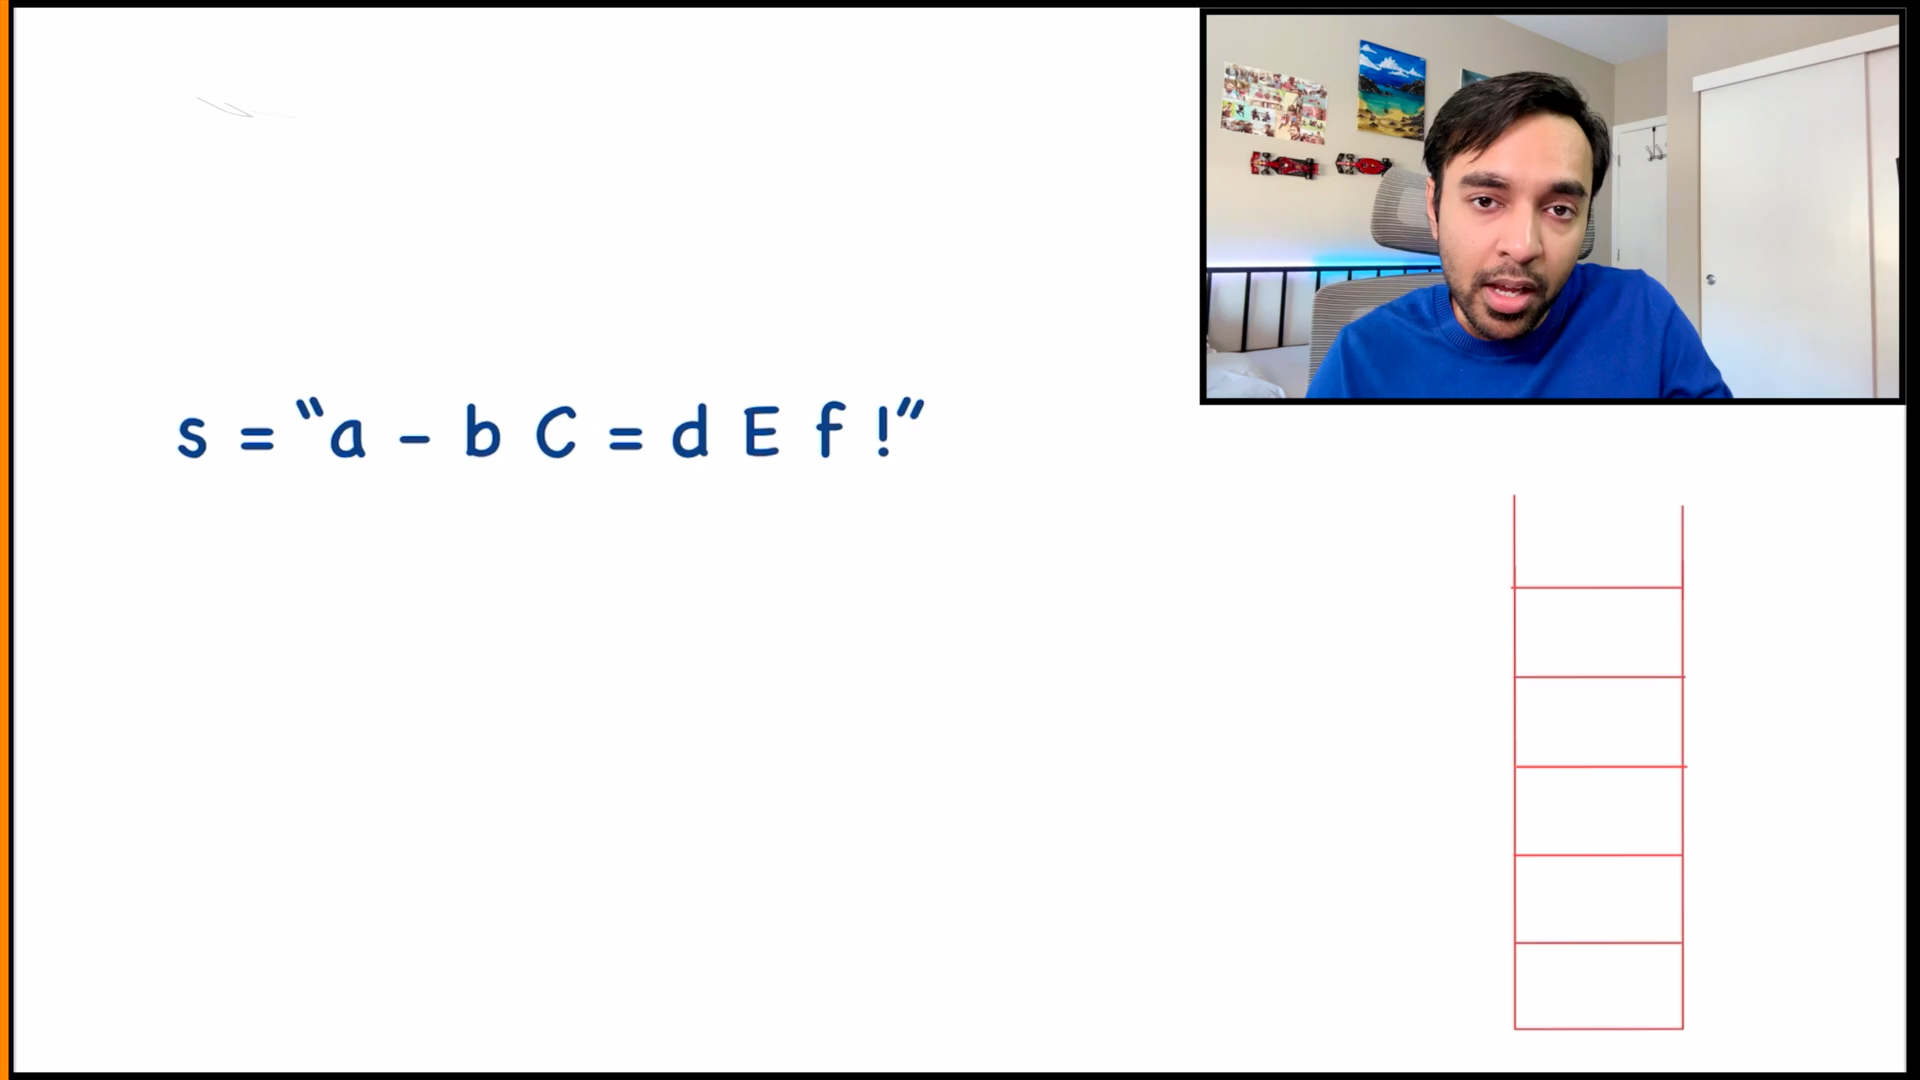 s = "a - b C = d E f !"